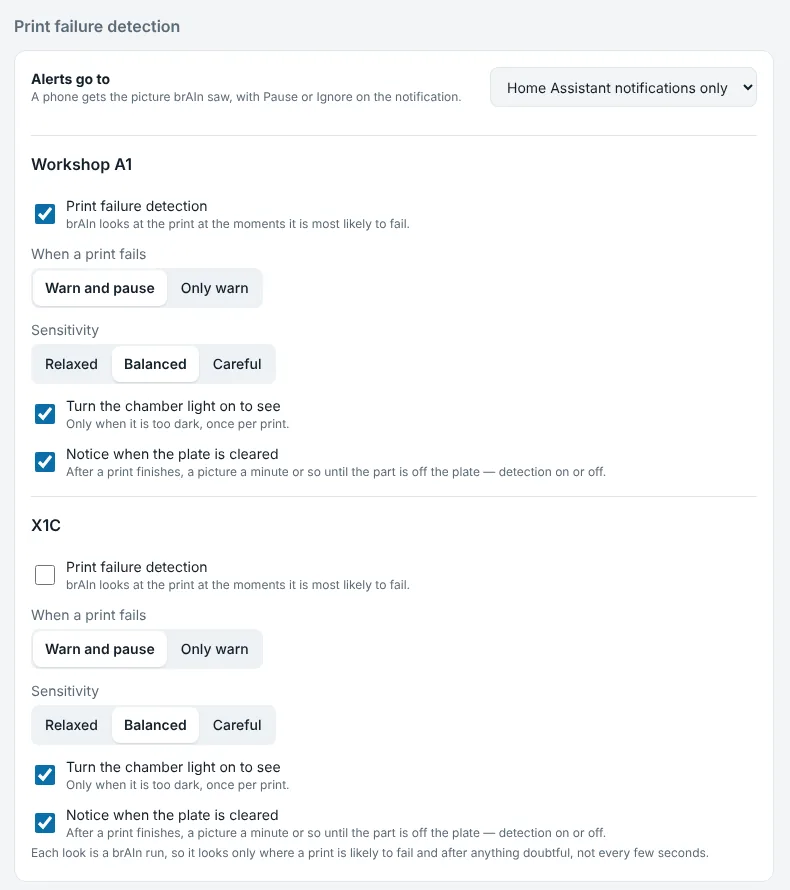 Print failure detection
Alerts go to
A phone gets the picture brAIn saw, with Pause or Ignore on the notification.
Home Assistant notifications only
Workshop A1
Print failure detection
brAIn looks at the print at the moments it is most likely to fail.
When a print fails
Warn and pause Only warn
Sensitivity
Relaxed Balanced Careful
Turn the chamber light on to see
Only when it is too dark, once per print.
Notice when the plate is cleared
After a print finishes, a picture a minute or so until the part is off the plate — detection on or off.
X1C
Print failure detection
brAIn looks at the print at the moments it is most likely to fail.
When a print fails
Warn and pause Only warn
Sensitivity
Relaxed Balanced Careful
Turn the chamber light on to see
Only when it is too dark, once per print.
Notice when the plate is cleared
After a print finishes, a picture a minute or so until the part is off the plate — detection on or off.
Each look is a brAIn run, so it looks only where a print is likely to fail and after anything doubtful, not every few seconds.